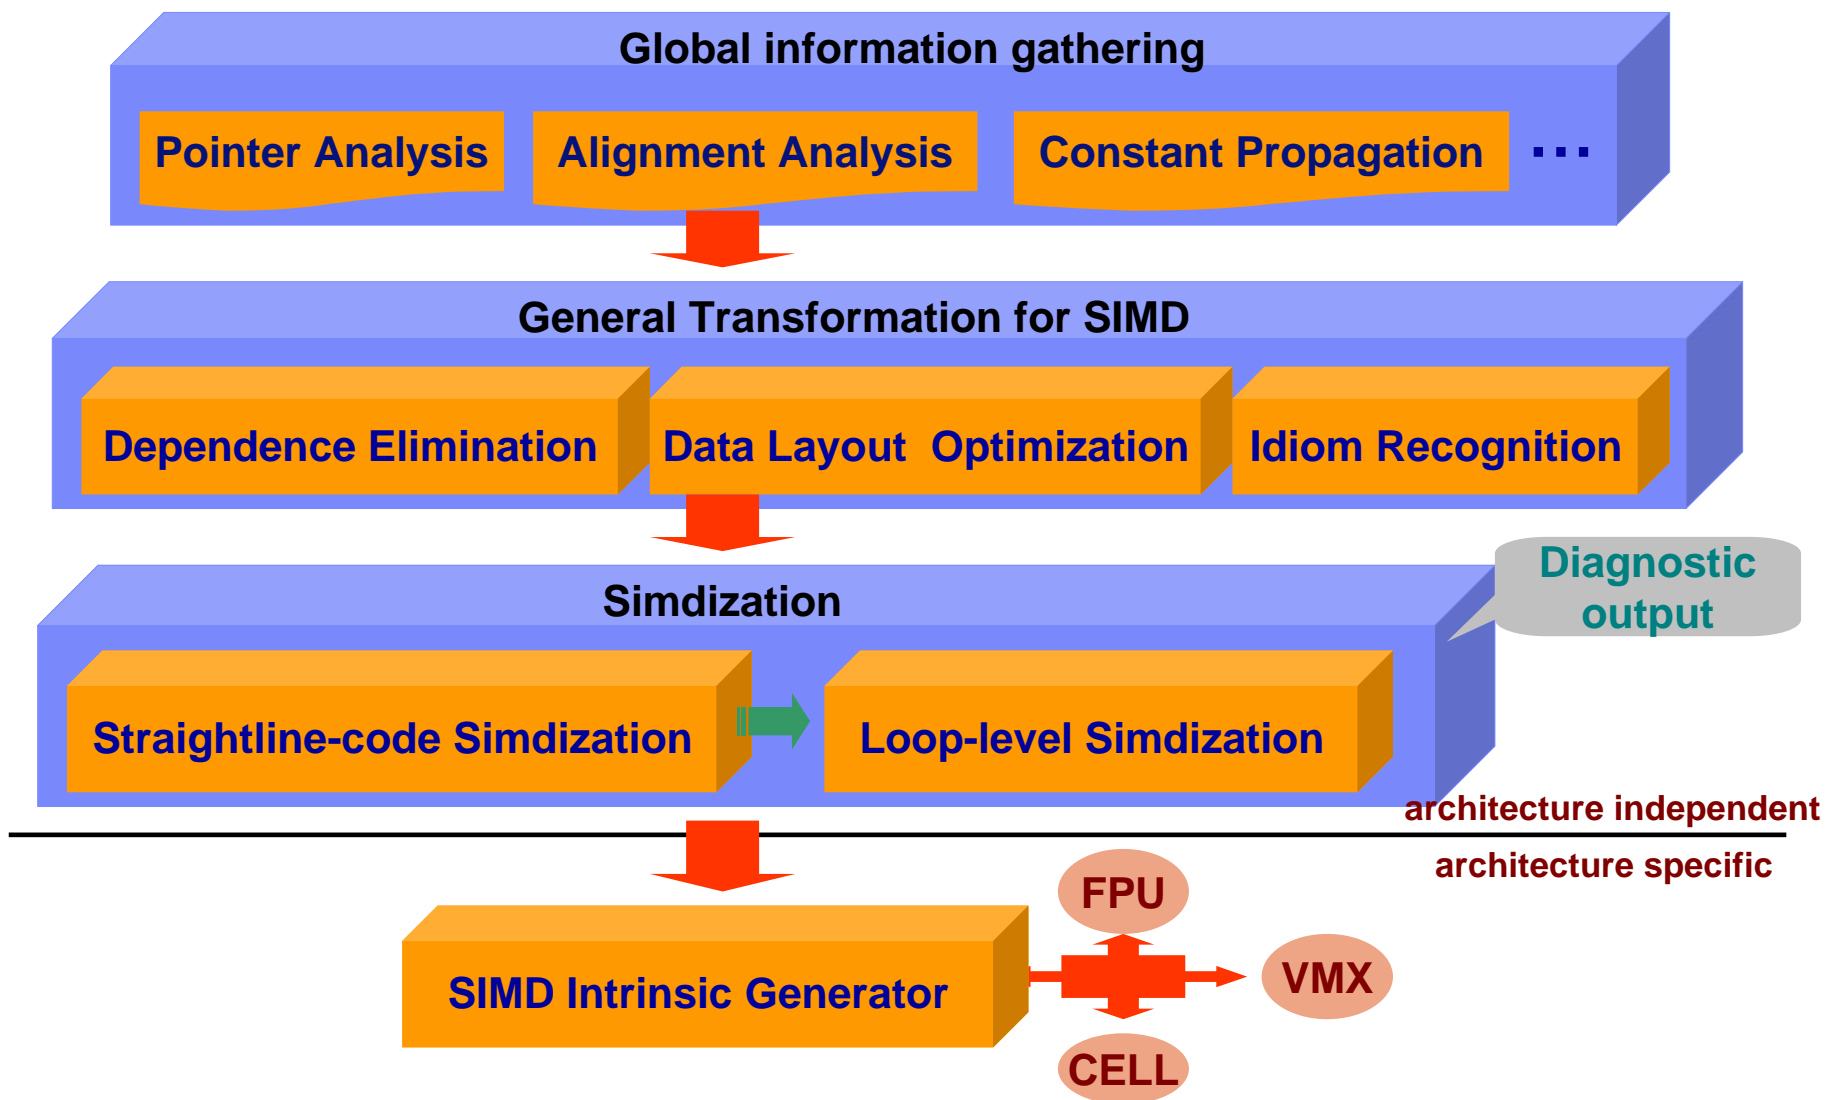 Global information gathering
Pointer Analysis
Alignment Analysis
Constant Propagation
...
General Transformation for SIMD
Dependence Elimination
Data Layout  Optimization
Idiom Recognition
Diagnostic
output
Simdization
Straightline-code Simdization
Loop-level Simdization
architecture independent
architecture specific
FPU
SIMD Intrinsic Generator
VMX
CELL